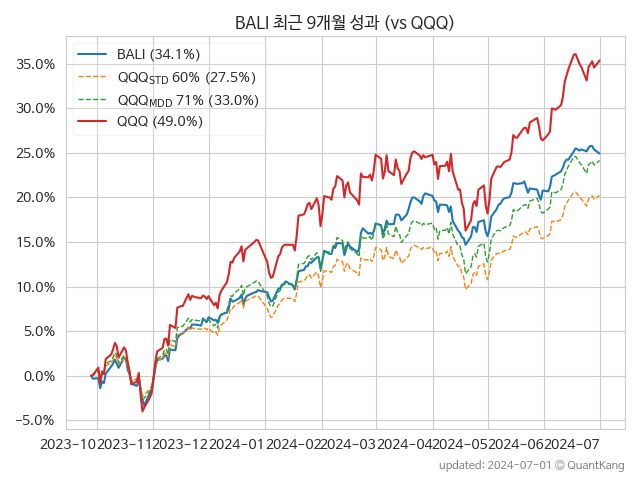 BALI 최근 9개월 성과 (vs QQQ)
BALI (34.1%)
QQQSTD 60% (27.5%)
QQQMDD 71% (33.0%)
QQQ (49.0%)
35.0%
30.0%
25.0%
20.0%
15.0%
10.0%
5.0%
0.0%
−5.0%
2023-10 2023-11 2023-12 2024-01 2024-02 2024-03 2024-04 2024-05 2024-06 2024-07
updated: 2024-07-01 © QuantKang